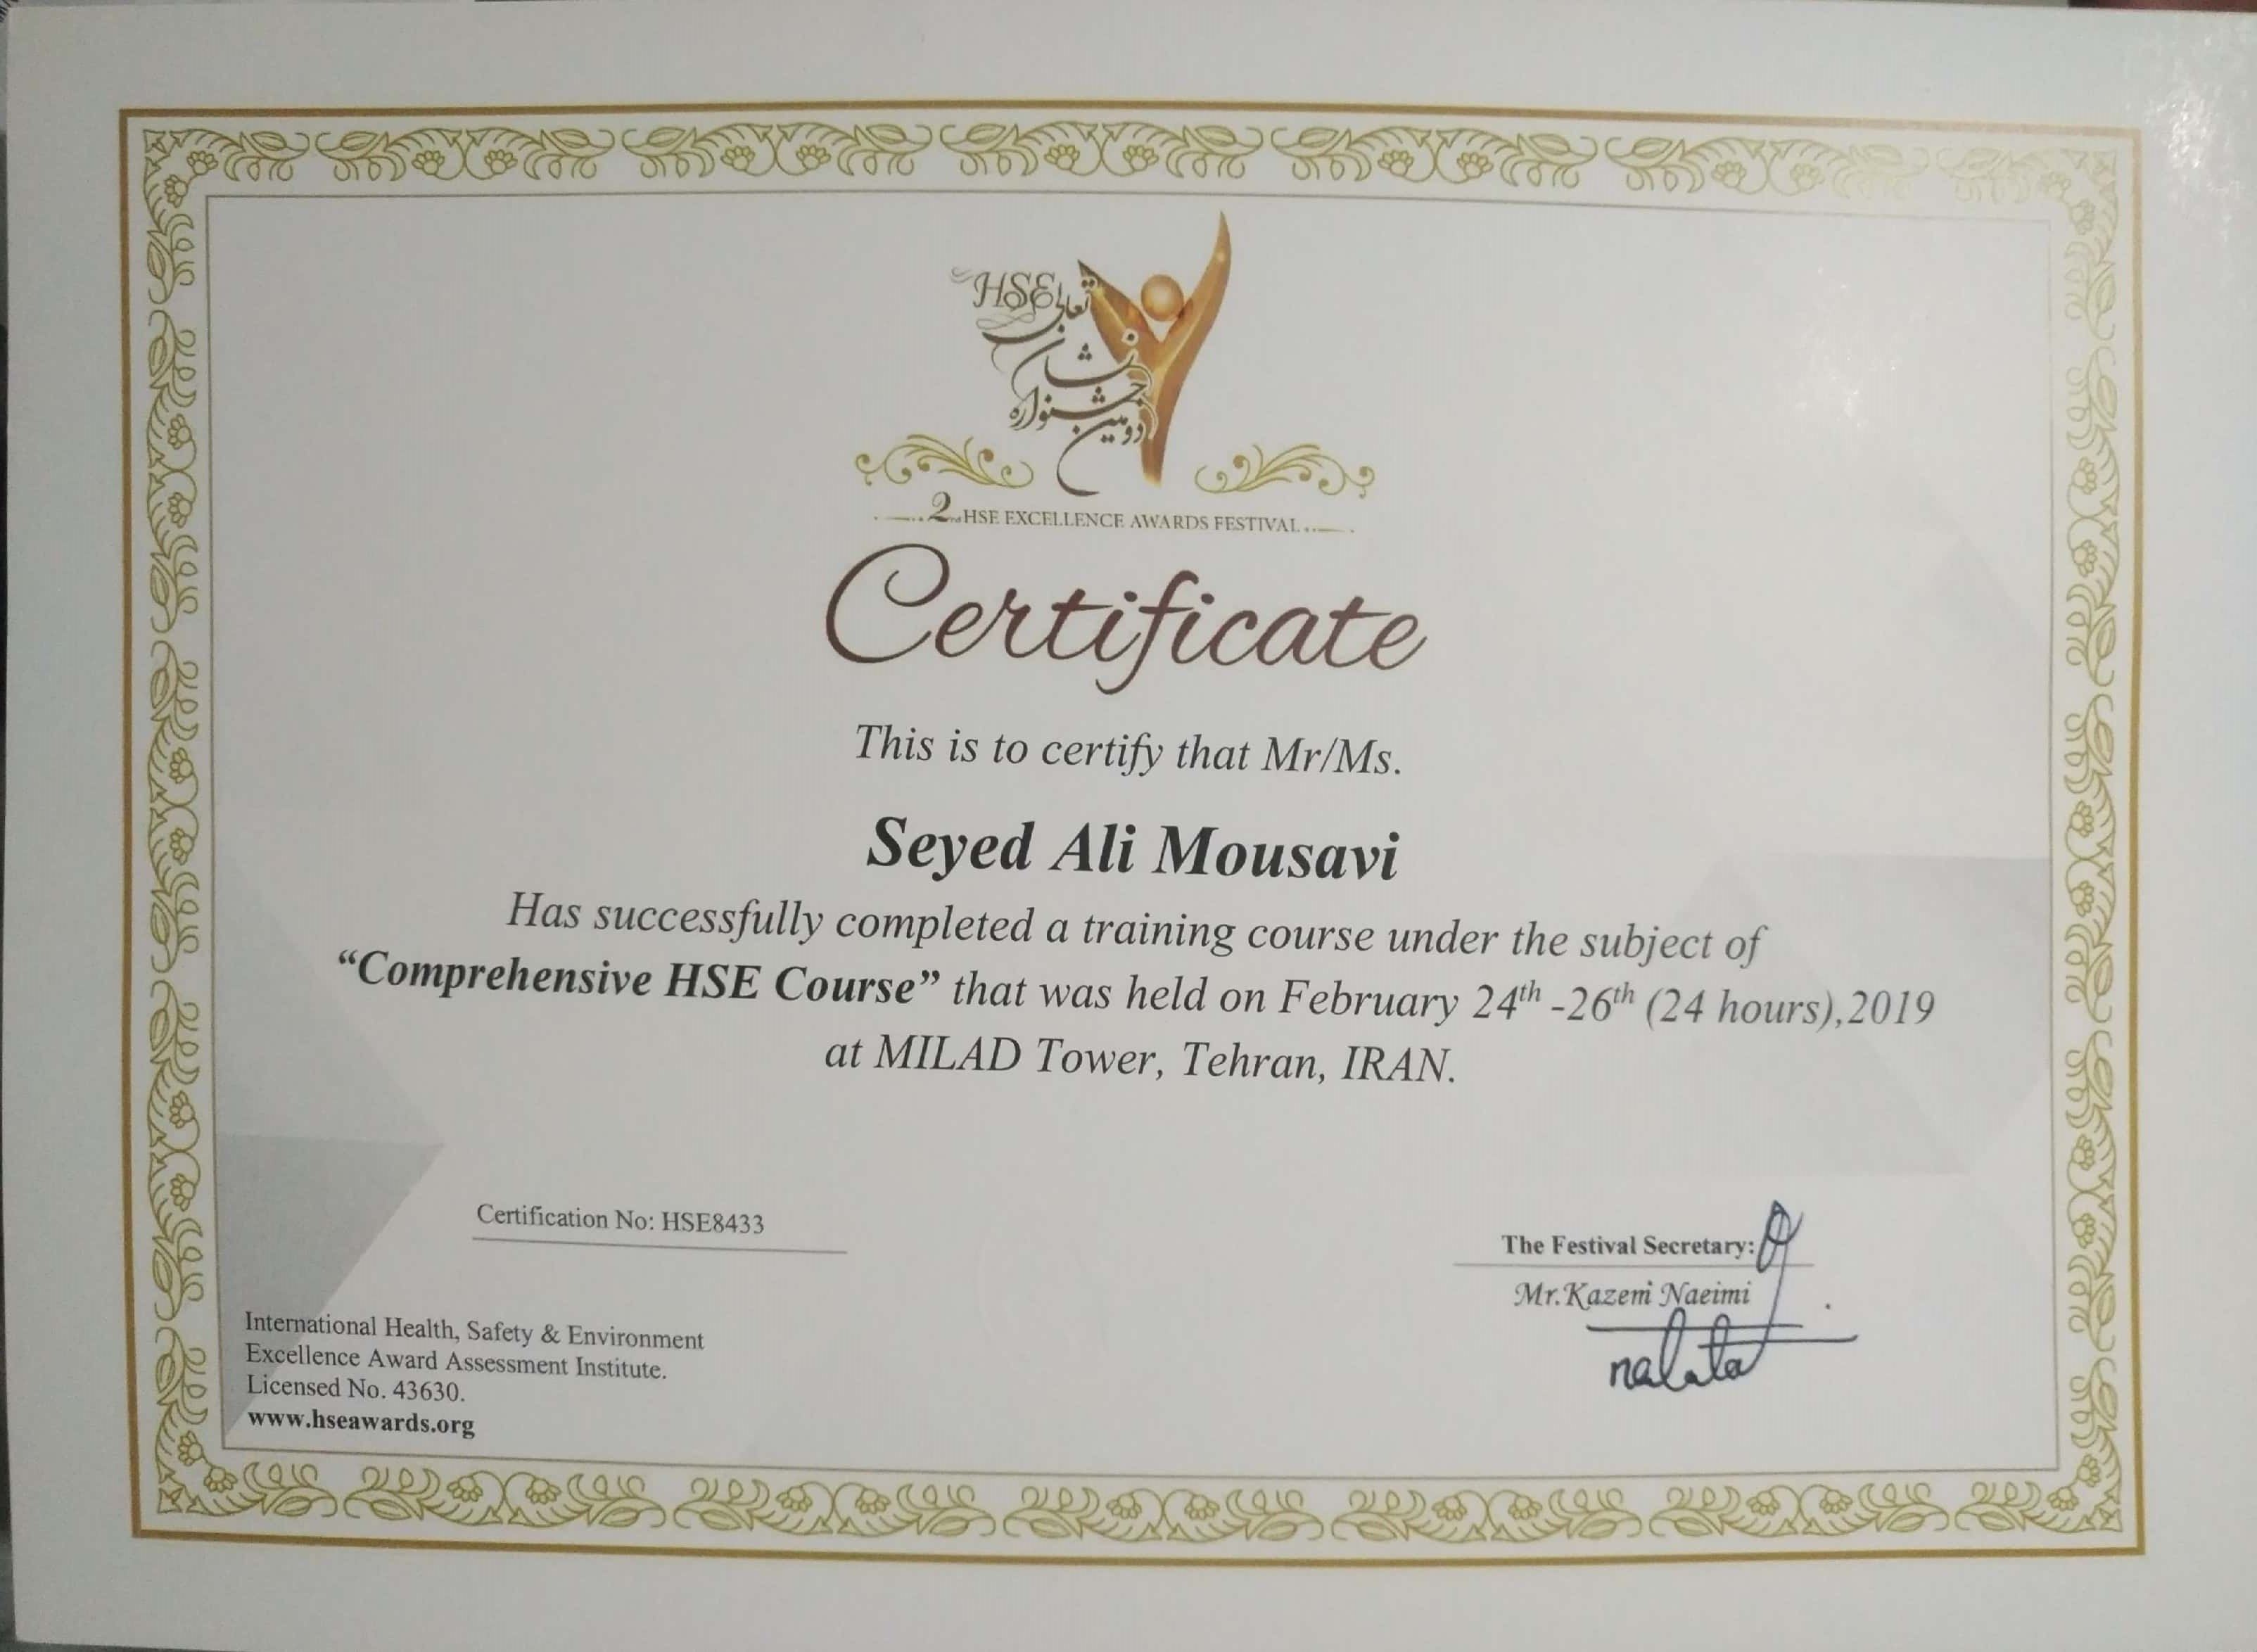 HSE تعالی
نشان
جشنواره
دومین
2nd HSE EXCELLENCE AWARDS FESTIVAL
Certificate
This is to certify that Mr/Ms.
Seyed Ali Mousavi
Has successfully completed a training course under the subject of
“Comprehensive HSE Course” that was held on February 24th -26th (24 hours),2019
at MILAD Tower, Tehran, IRAN.
Certification No: HSE8433
The Festival Secretary:
Mr.Kazem Naeimi
International Health, Safety & Environment
Excellence Award Assessment Institute.
Licensed No. 43630.
www.hseawards.org